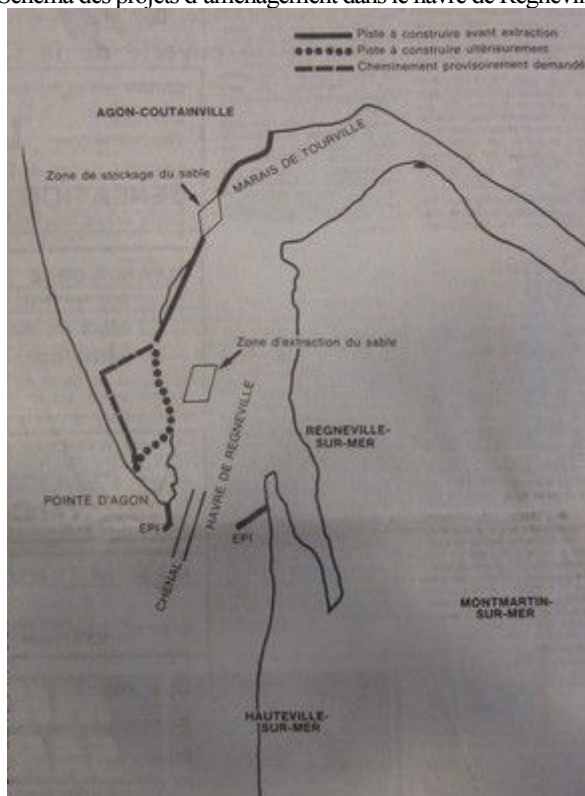 Schéma des projets d'aménagement dans le havre de Regnevil
Piste à construire avant extraction
Piste à construire ultérieurement
Cheminement provisoirement demandé
AGON-COUTAINVILLE
MARAIS DE TOURVILLE
Zone de stockage du sable
Zone d'extraction du sable
HAVRE DE REGNEVILLE
REGNEVILLE-
SUR-MER
POINTE D'AGON
EPI
EPI
CHENAL
MONTMARTIN-
SUR-MER
HAUTEVILLE-
SUR-MER